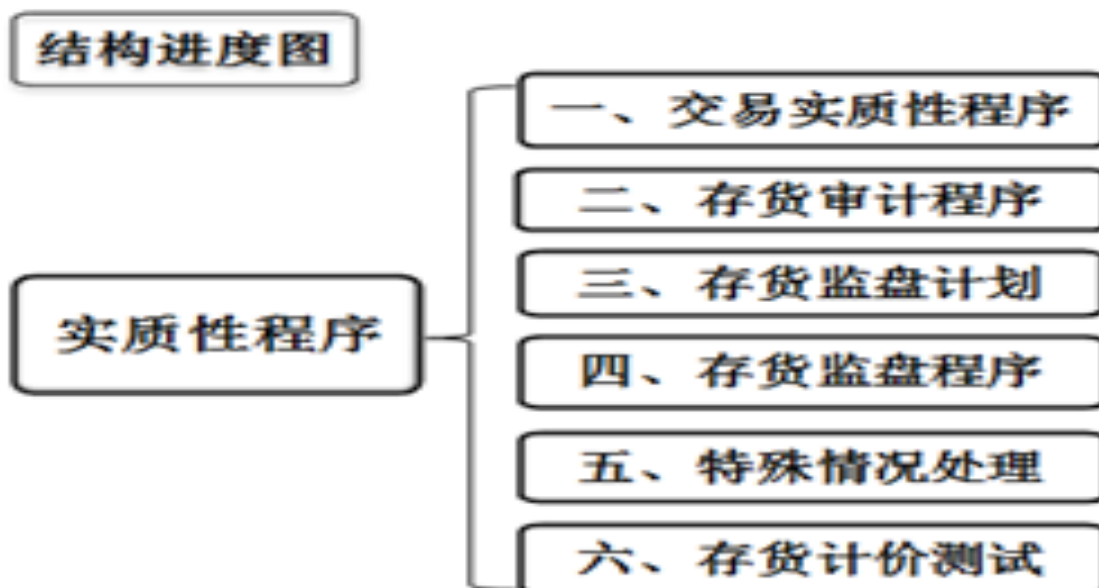 结构进度图
一、交易实质性程序
二、存货审计程序
三、存货监盘计划
实质性程序
四、存货监盘程序
五、特殊情况处理
六、存货计价测试